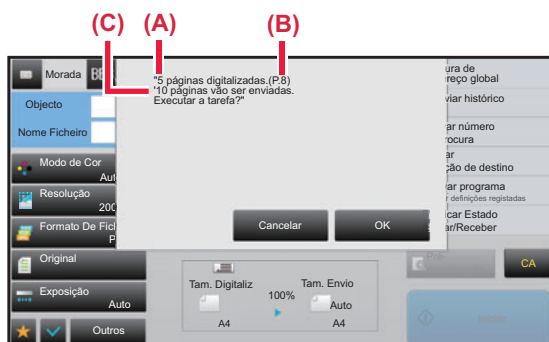 (C) (A) (B)
Morada
"5 páginas digitalizadas.(P.8)
"10 páginas vão ser enviadas.
Executar a tarefa?"
Objecto
Nome Ficheiro
Modo de Cor
Aut
Resolução
200
Formato De Fich
P
Original
Exposição
Auto
Outros
Cancelar
OK
Tam. Digitaliz
100%
Tam. Envio
Auto
A4
A4
ura de
reço global
viar histórico
ar número
rocura
ar
ção de destino
ar programa
r definições registadas
car Estado
ar/Receber
CA